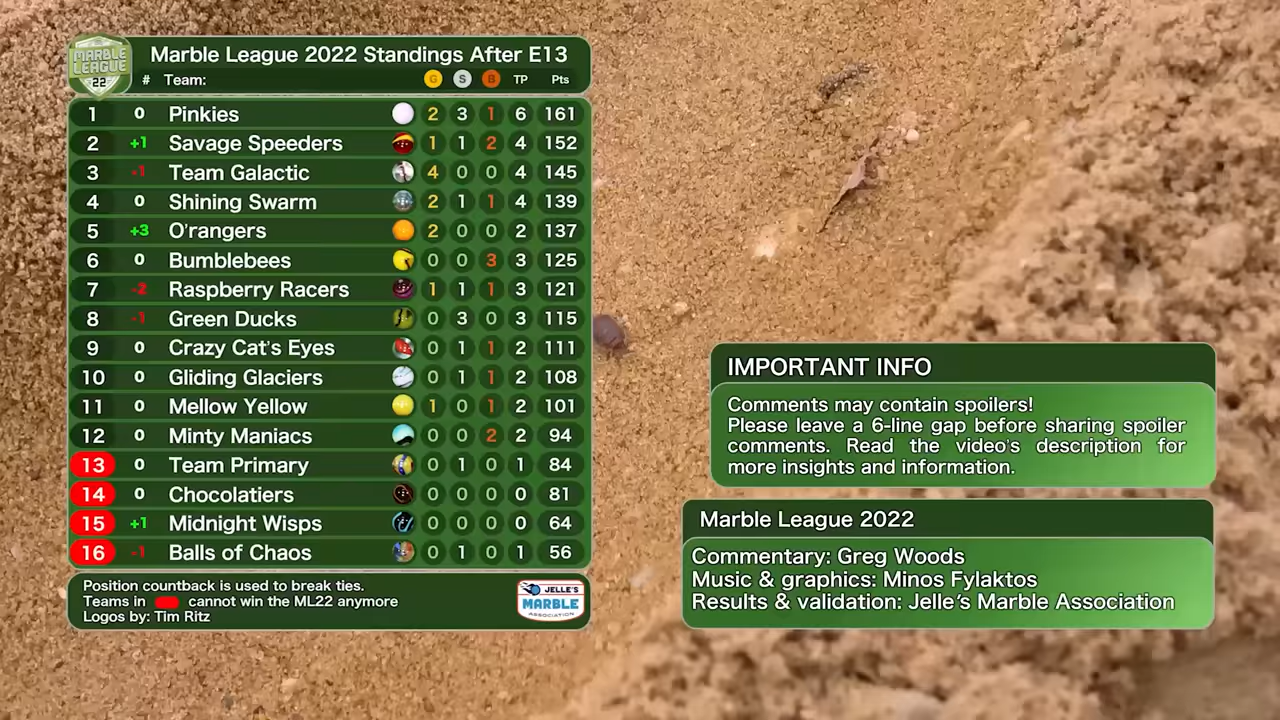 MARBLE
LEAGUE
22
Marble League 2022 Standings After E13
# Team: G S B TP Pts
1 0 Pinkies 2 3 1 6 161
2 +1 Savage Speeders 1 1 2 4 152
3 -1 Team Galactic 4 0 0 4 145
4 0 Shining Swarm 2 1 1 4 139
5 +3 O'rangers 2 0 0 2 137
6 0 Bumblebees 0 0 3 3 125
7 -2 Raspberry Racers 1 1 1 3 121
8 -1 Green Ducks 0 3 0 3 115
9 0 Crazy Cat's Eyes 0 1 1 2 111
10 0 Gliding Glaciers 0 1 1 2 108
11 0 Mellow Yellow 1 0 1 2 101
12 0 Minty Maniacs 0 0 2 2 94
13 0 Team Primary 0 1 0 1 84
14 0 Chocolatiers 0 0 0 0 81
15 +1 Midnight Wisps 0 0 0 0 64
16 -1 Balls of Chaos 0 1 0 1 56
Position countback is used to break ties.
Teams in cannot win the ML22 anymore
Logos by: Tim Ritz
JELLE'S
MARBLE
ASSOCIATION
IMPORTANT INFO
Comments may contain spoilers!
Please leave a 6-line gap before sharing spoiler
comments. Read the video's description for
more insights and information.
Marble League 2022
Commentary: Greg Woods
Music & graphics: Minos Fylaktos
Results & validation: Jelle's Marble Association